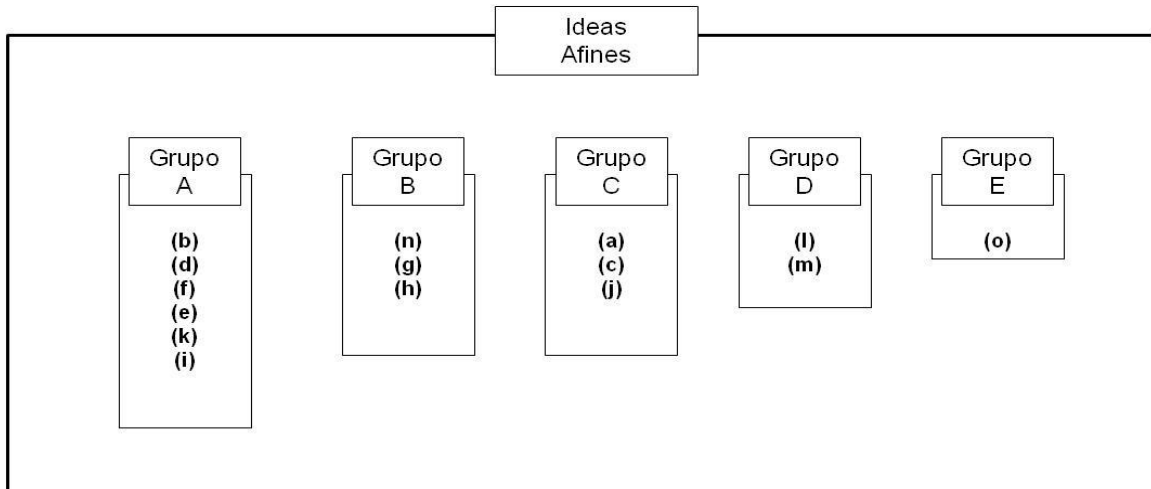 Ideas
Afines
Grupo
A
(b)
(d)
(f)
(e)
(k)
(i)
Grupo
B
(n)
(g)
(h)
Grupo
C
(a)
(c)
(j)
Grupo
D
(l)
(m)
Grupo
E
(o)